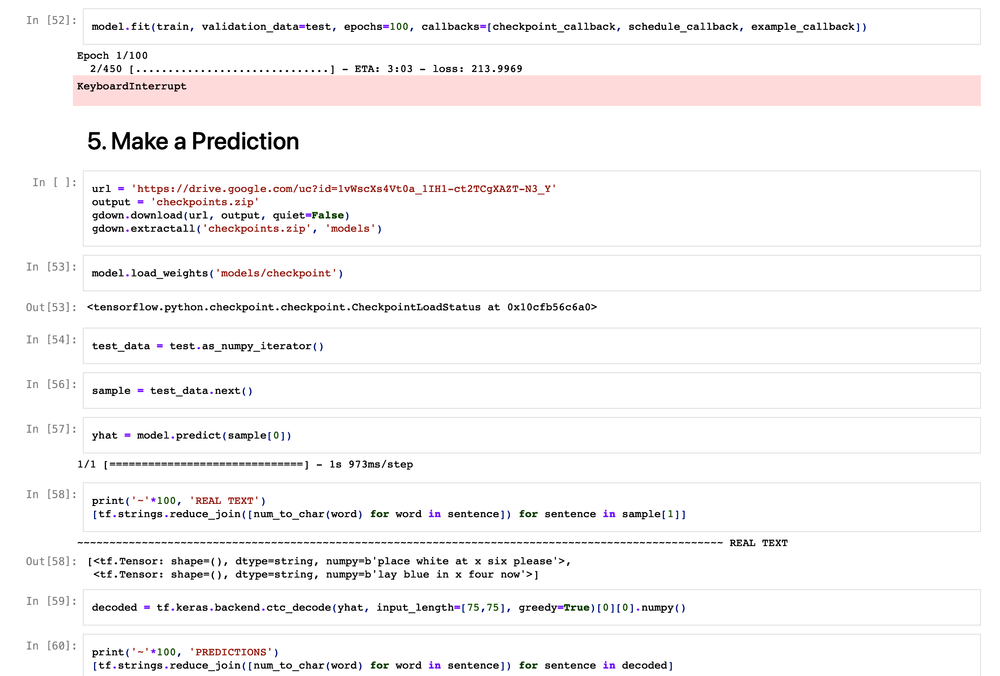 In [52]:
model.fit(train, validation_data=test, epochs=100, callbacks=[checkpoint_callback, schedule_callback, example_callback])
Epoch 1/100
  2/450 [..............................] - ETA: 3:03 - loss: 213.9969
KeyboardInterrupt
5. Make a Prediction
In [ ]:
url = 'https://drive.google.com/uc?id=1vWscXs4Vt0a_1IH1-ct2TCgXAZT-N3_Y'
output = 'checkpoints.zip'
gdown.download(url, output, quiet=False)
gdown.extractall('checkpoints.zip', 'models')
In [53]:
model.load_weights('models/checkpoint')
Out[53]: <tensorflow.python.checkpoint.checkpoint.CheckpointLoadStatus at 0x10cfb56c6a0>
In [54]:
test_data = test.as_numpy_iterator()
In [56]:
sample = test_data.next()
In [57]:
yhat = model.predict(sample[0])
1/1 [==============================] - 1s 973ms/step
In [58]:
print('~'*100, 'REAL TEXT')
[tf.strings.reduce_join([num_to_char(word) for word in sentence]) for sentence in sample[1]]
~~~~~~~~~~~~~~~~~~~~~~~~~~~~~~~~~~~~~~~~~~~~~~~~~~~~~~~~~~~~~~~~~~~~~~~~~~~~~~~~~~~~~~~~~~~~~~~~~~~~ REAL TEXT
Out[58]: [<tf.Tensor: shape=(), dtype=string, numpy=b'place white at x six please'>,
 <tf.Tensor: shape=(), dtype=string, numpy=b'lay blue in x four now'>]
In [59]:
decoded = tf.keras.backend.ctc_decode(yhat, input_length=[75,75], greedy=True)[0][0].numpy()
In [60]:
print('~'*100, 'PREDICTIONS')
[tf.strings.reduce_join([num_to_char(word) for word in sentence]) for sentence in decoded]